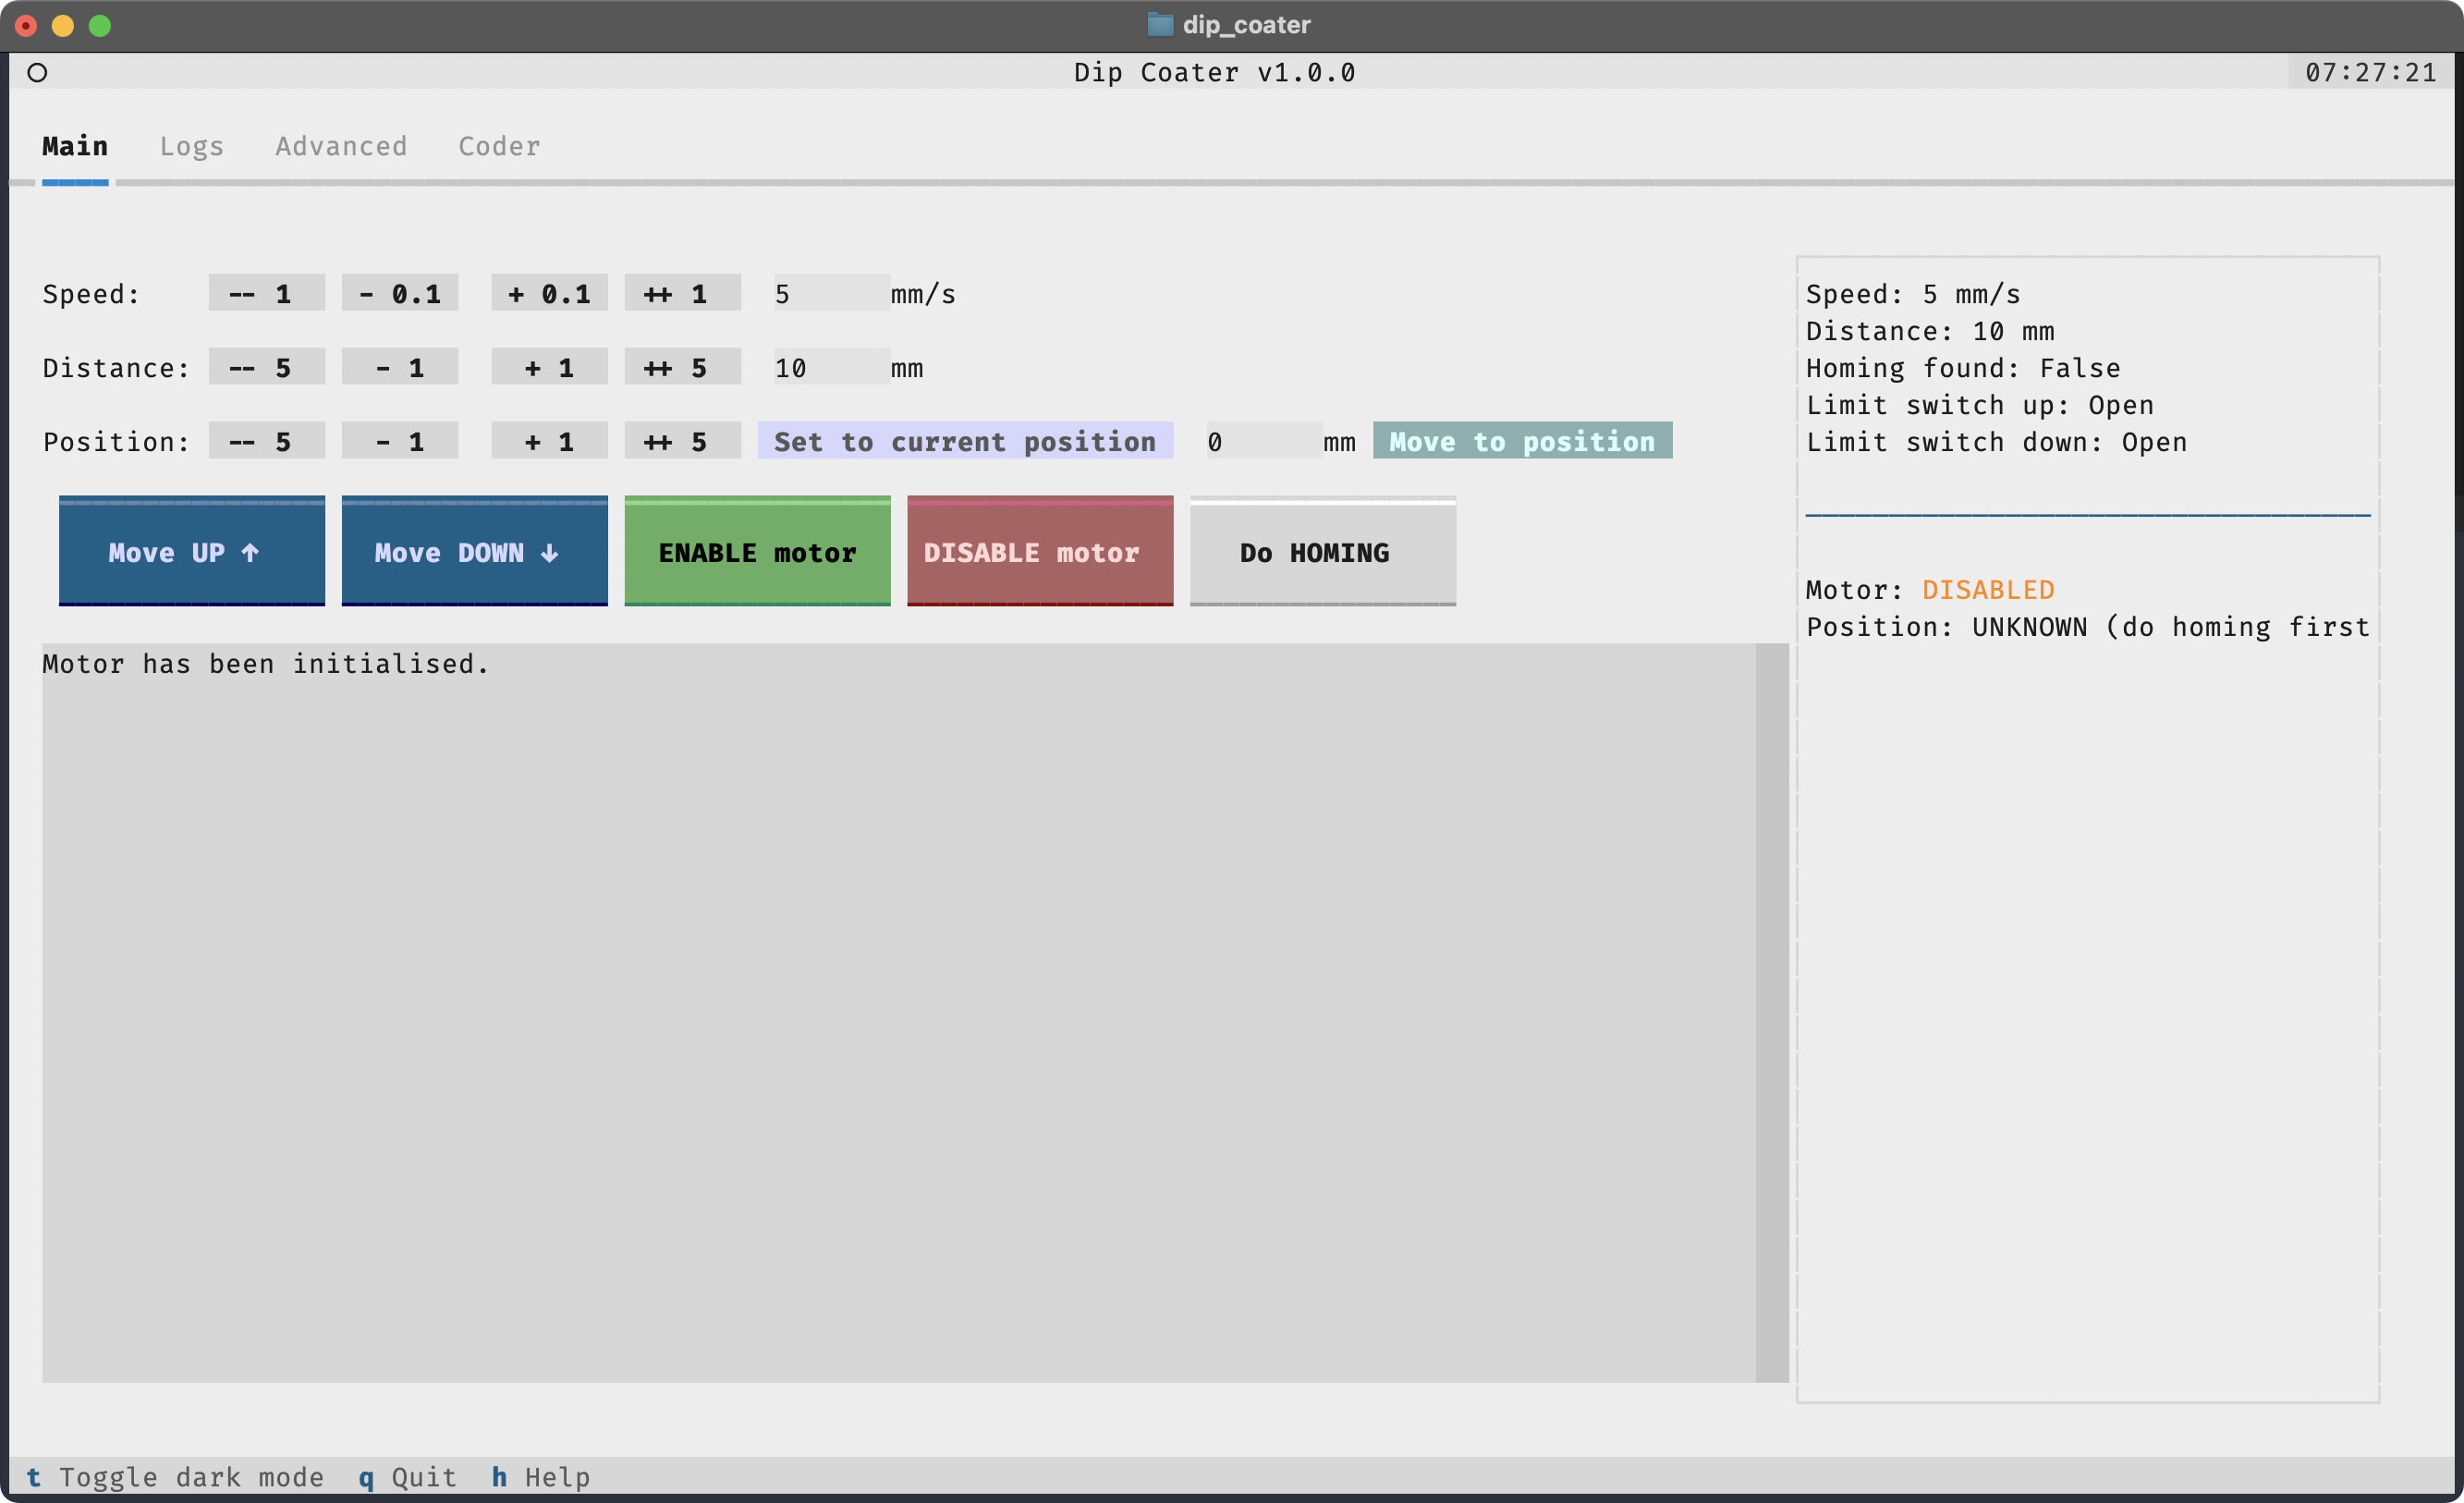 dip_coater
Dip Coater v1.0.0
07:27:21
Main Logs Advanced Coder
Speed: -- 1 - 0.1 + 0.1 ++ 1 5 mm/s
Distance: -- 5 - 1 + 1 ++ 5 10 mm
Position: -- 5 - 1 + 1 ++ 5 Set to current position 0 mm Move to position
Move UP ↑ Move DOWN ↓ ENABLE motor DISABLE motor Do HOMING
Motor has been initialised.
Speed: 5 mm/s
Distance: 10 mm
Homing found: False
Limit switch up: Open
Limit switch down: Open
Motor: DISABLED
Position: UNKNOWN (do homing first
t Toggle dark mode q Quit h Help